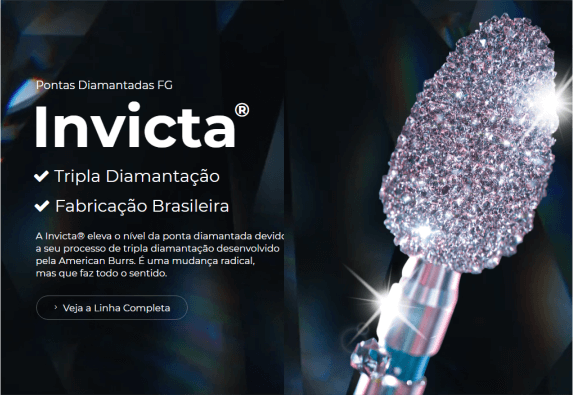 Pontas Diamantadas FG
Invicta®
Tripla Diamantação
Fabricação Brasileira
A Invicta® eleva o nível da ponta diamantada devido
a seu processo de tripla diamantação desenvolvido
pela American Burrs. É uma mudança radical,
mas que faz todo o sentido.
› Veja a Linha Completa